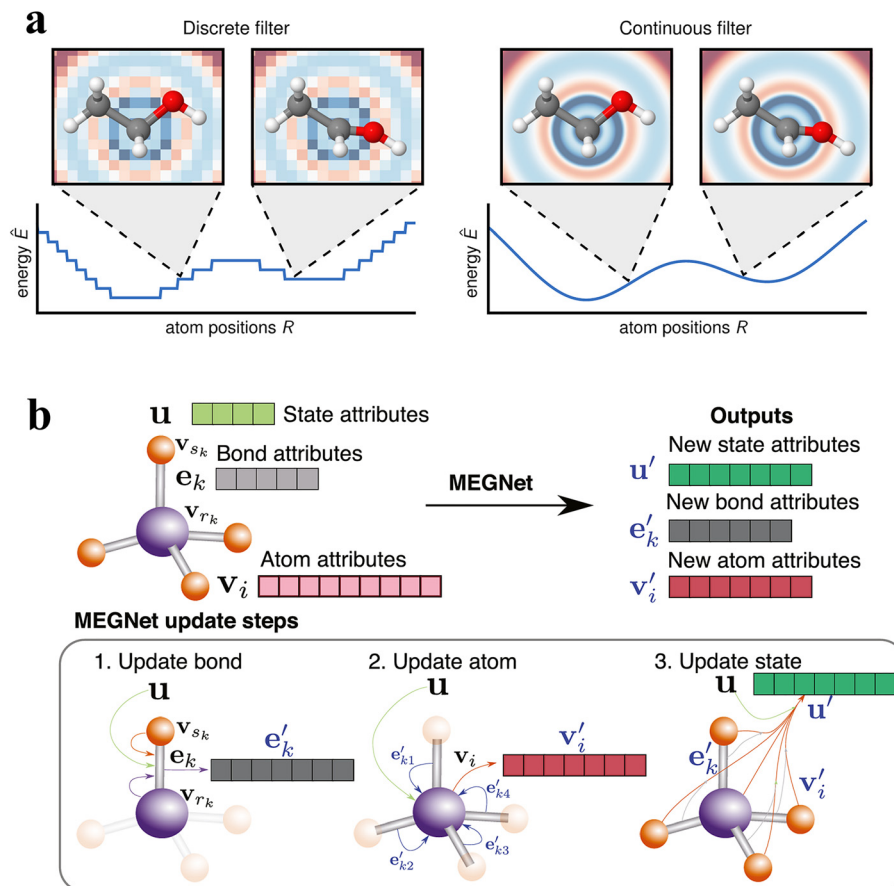 a
Discrete filter
Continuous filter
energy Ê
atom positions R
energy Ê
atom positions R
b
u State attributes
v_{s_k} Bond attributes
e_k
v_{r_k}
Atom attributes
v_i
MEGNet
Outputs
New state attributes
u′
New bond attributes
e′_k
New atom attributes
v′_i
MEGNet update steps
1. Update bond
u
v_{s_k}
e_k
e′_k
v_{r_k}
2. Update atom
u
e′_{k1}
v_i
v′_i
e′_{k4}
e′_{k2}
e′_{k3}
3. Update state
u
u′
e′_k
v′_i